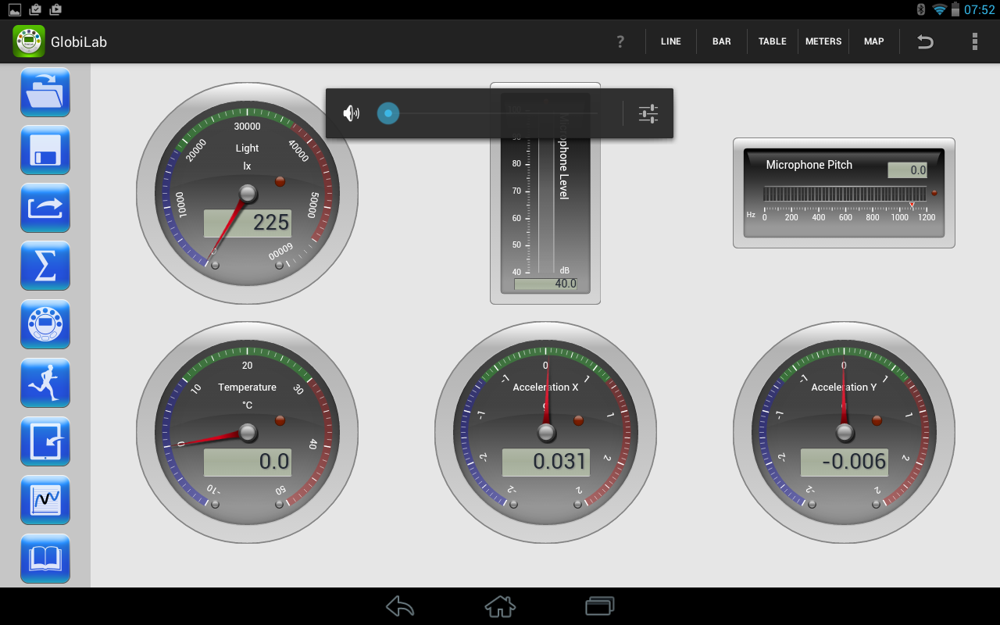 07:52
GlobiLab
? LINE BAR TABLE METERS MAP
30000
20000 40000
Light
lx
10000 50000
225
0 60000
100
80
70
60
50
40
Microphone Level
dB
40.0
Microphone Pitch 0.0
Hz 0 200 400 600 800 1000 1200
20
10 30
Temperature
°C
0 40
0.0
-10 50
0
-1 1
Acceleration X
-1 1
0.031
-2 2
-2 2
0
-1 1
Acceleration Y
-1 1
-0.006
-2 2
-2 2